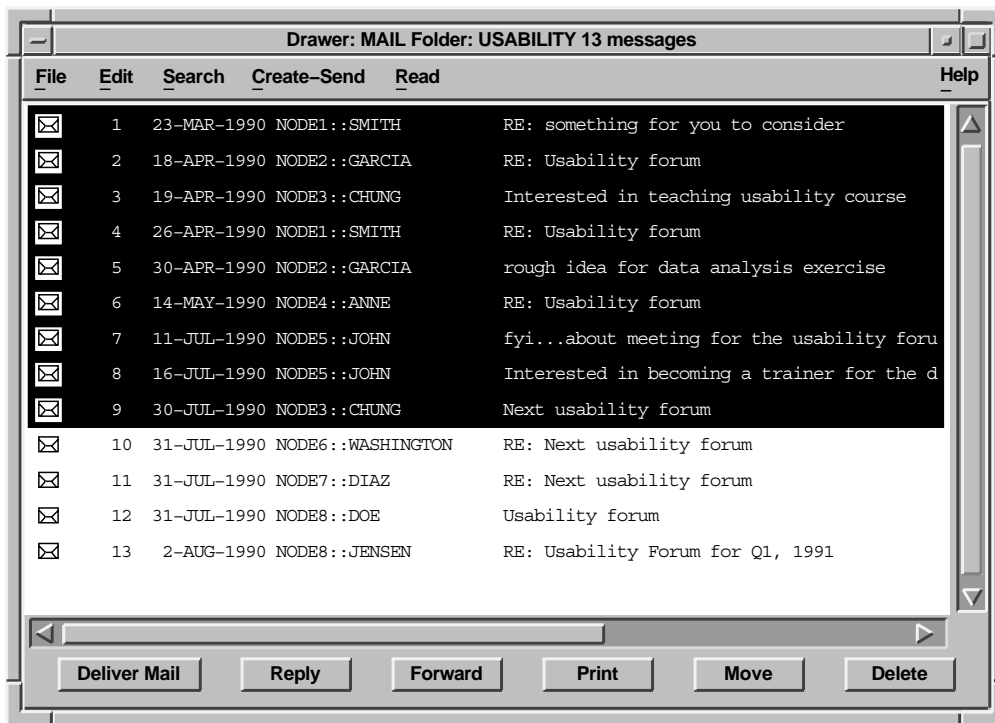 Drawer: MAIL Folder: USABILITY 13 messages
File Edit Search Create–Send Read Help
1 23–MAR–1990 NODE1::SMITH RE: something for you to consider
2 18–APR–1990 NODE2::GARCIA RE: Usability forum
3 19–APR–1990 NODE3::CHUNG Interested in teaching usability course
4 26–APR–1990 NODE1::SMITH RE: Usability forum
5 30–APR–1990 NODE2::GARCIA rough idea for data analysis exercise
6 14–MAY–1990 NODE4::ANNE RE: Usability forum
7 11–JUL–1990 NODE5::JOHN fyi...about meeting for the usability foru
8 16–JUL–1990 NODE5::JOHN Interested in becoming a trainer for the d
9 30–JUL–1990 NODE3::CHUNG Next usability forum
10 31–JUL–1990 NODE6::WASHINGTON RE: Next usability forum
11 31–JUL–1990 NODE7::DIAZ RE: Next usability forum
12 31–JUL–1990 NODE8::DOE Usability forum
13 2–AUG–1990 NODE8::JENSEN RE: Usability Forum for Q1, 1991
Deliver Mail Reply Forward Print Move Delete